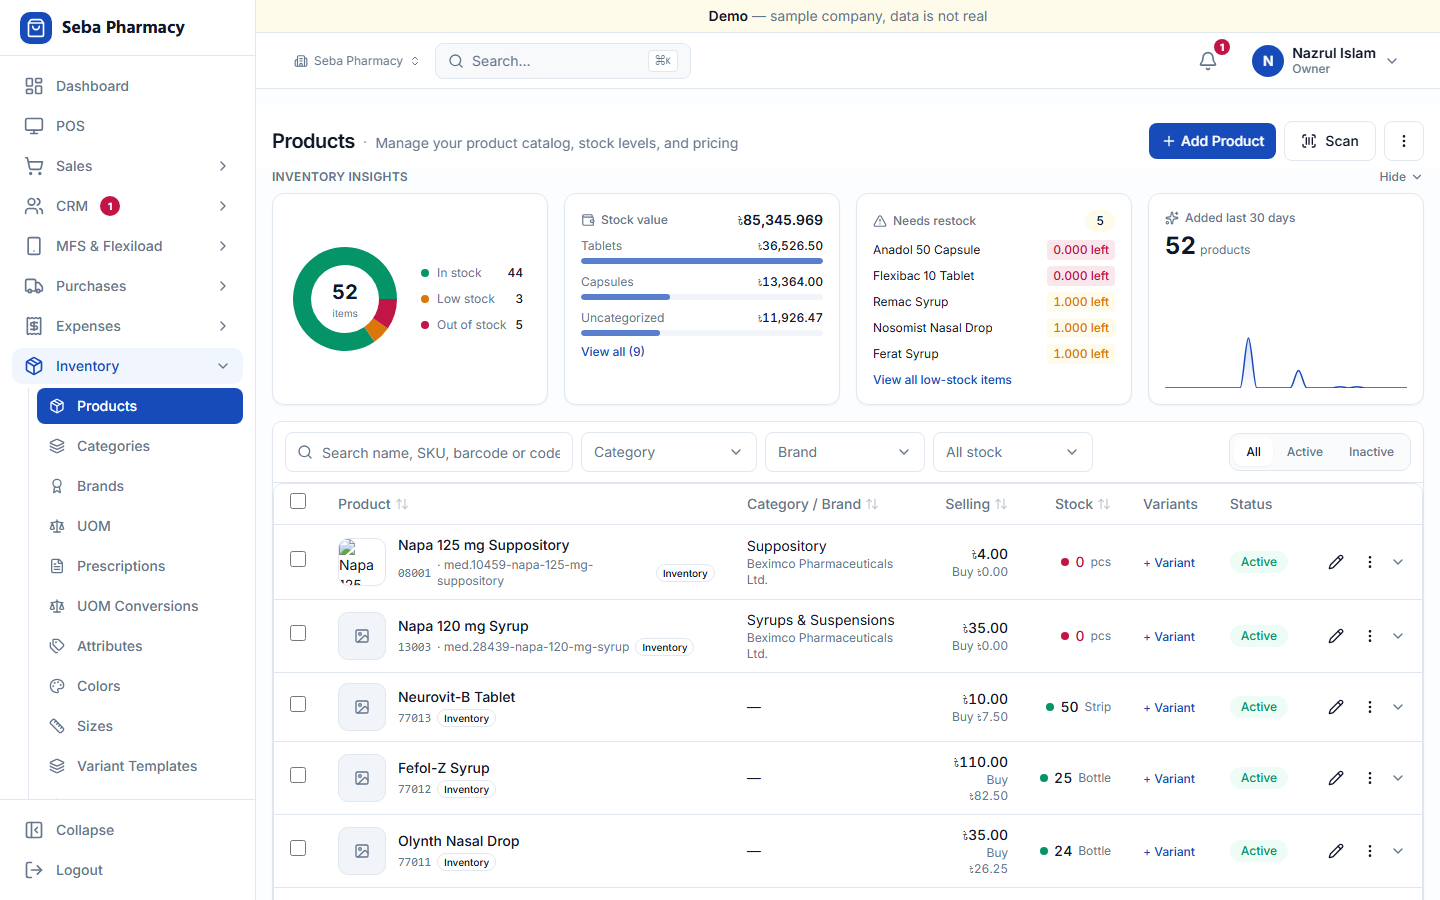 Seba Pharmacy
Demo — sample company, data is not real
Seba Pharmacy
Search...
⌘K
1
N
Nazrul Islam
Owner
Dashboard
POS
Sales
CRM 1
MFS & Flexiload
Purchases
Expenses
Inventory
Products
Categories
Brands
UOM
Prescriptions
UOM Conversions
Attributes
Colors
Sizes
Variant Templates
Collapse
Logout
Products · Manage your product catalog, stock levels, and pricing
+ Add Product
Scan
INVENTORY INSIGHTS
Hide
52
items
In stock 44
Low stock 3
Out of stock 5
Stock value ৳85,345.969
Tablets ৳36,526.50
Capsules ৳13,364.00
Uncategorized ৳11,926.47
View all (9)
Needs restock 5
Anadol 50 Capsule 0.000 left
Flexibac 10 Tablet 0.000 left
Remac Syrup 1.000 left
Nosomist Nasal Drop 1.000 left
Ferat Syrup 1.000 left
View all low-stock items
Added last 30 days
52 products
Search name, SKU, barcode or code
Category
Brand
All stock
All Active Inactive
Product Category / Brand Selling Stock Variants Status
Napa 125
Napa 125 mg Suppository
08001 · med.10459-napa-125-mg-suppository Inventory
Suppository
Beximco Pharmaceuticals Ltd.
৳4.00
Buy ৳0.00
0 pcs
+ Variant
Active
Napa 120 mg Syrup
13003 · med.28439-napa-120-mg-syrup Inventory
Syrups & Suspensions
Beximco Pharmaceuticals Ltd.
৳35.00
Buy ৳0.00
0 pcs
+ Variant
Active
Neurovit-B Tablet
77013 Inventory
—
৳10.00
Buy ৳7.50
50 Strip
+ Variant
Active
Fefol-Z Syrup
77012 Inventory
—
৳110.00
Buy ৳82.50
25 Bottle
+ Variant
Active
Olynth Nasal Drop
77011 Inventory
—
৳35.00
Buy ৳26.25
24 Bottle
+ Variant
Active